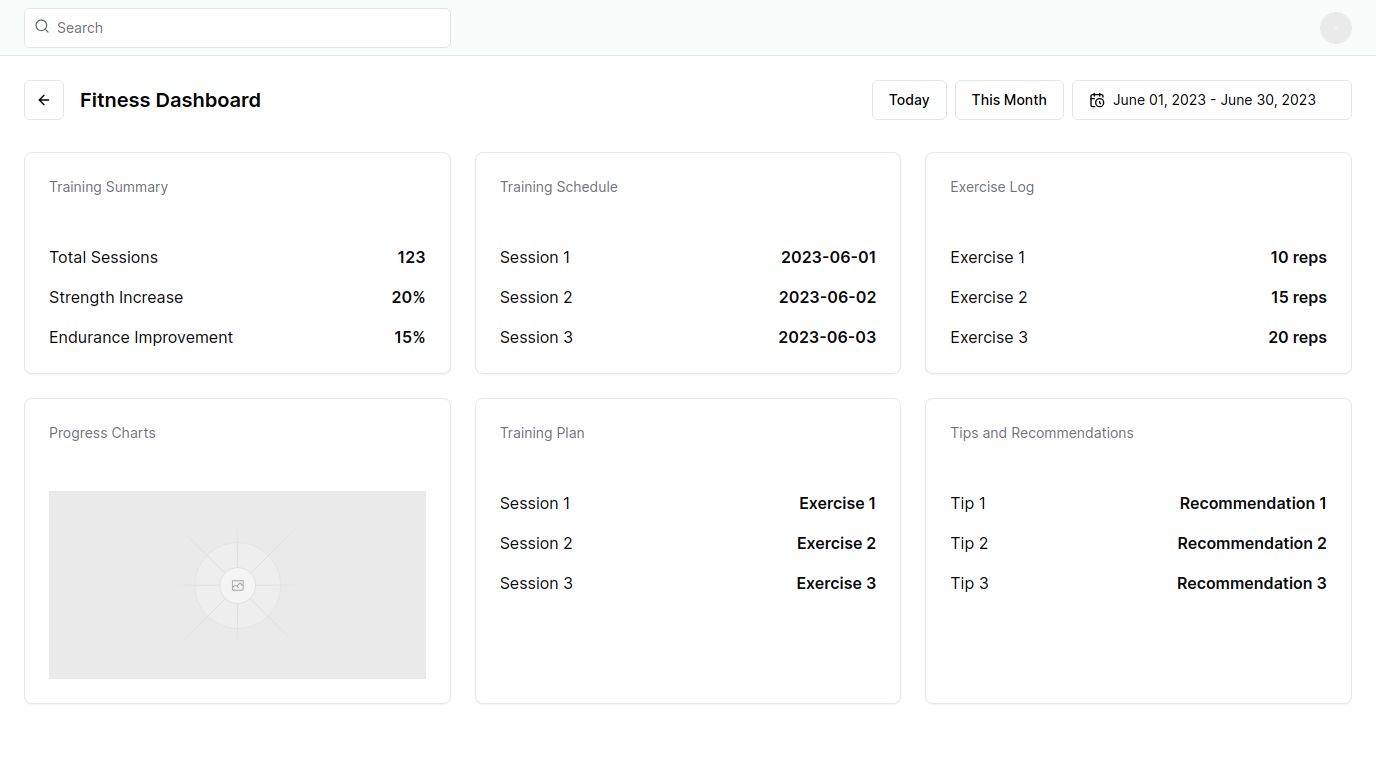 Search
Fitness Dashboard
Today
This Month
June 01, 2023 - June 30, 2023
Training Summary
Total Sessions 123
Strength Increase 20%
Endurance Improvement 15%
Training Schedule
Session 1 2023-06-01
Session 2 2023-06-02
Session 3 2023-06-03
Exercise Log
Exercise 1 10 reps
Exercise 2 15 reps
Exercise 3 20 reps
Progress Charts
Training Plan
Session 1 Exercise 1
Session 2 Exercise 2
Session 3 Exercise 3
Tips and Recommendations
Tip 1 Recommendation 1
Tip 2 Recommendation 2
Tip 3 Recommendation 3